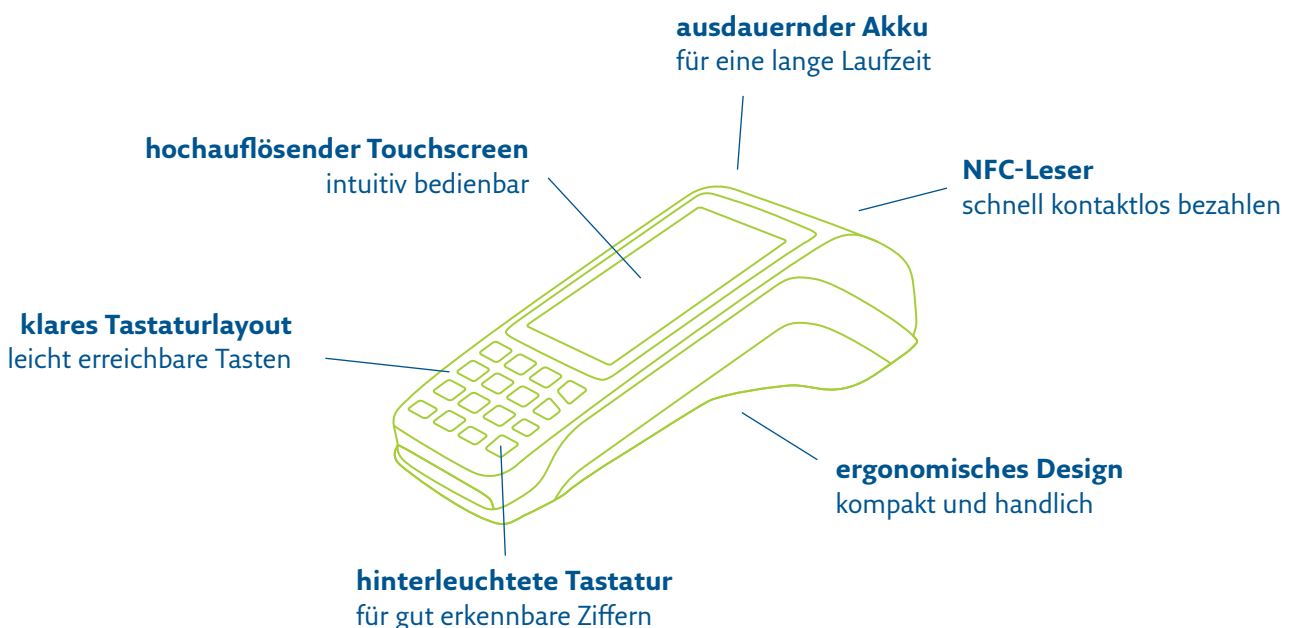 ausdauernder Akku
für eine lange Laufzeit
hochauflösender Touchscreen
intuitiv bedienbar
NFC-Leser
schnell kontaktlos bezahlen
klares Tastaturlayout
leicht erreichbare Tasten
ergonomisches Design
kompakt und handlich
hinterleuchtete Tastatur
für gut erkennbare Ziffern